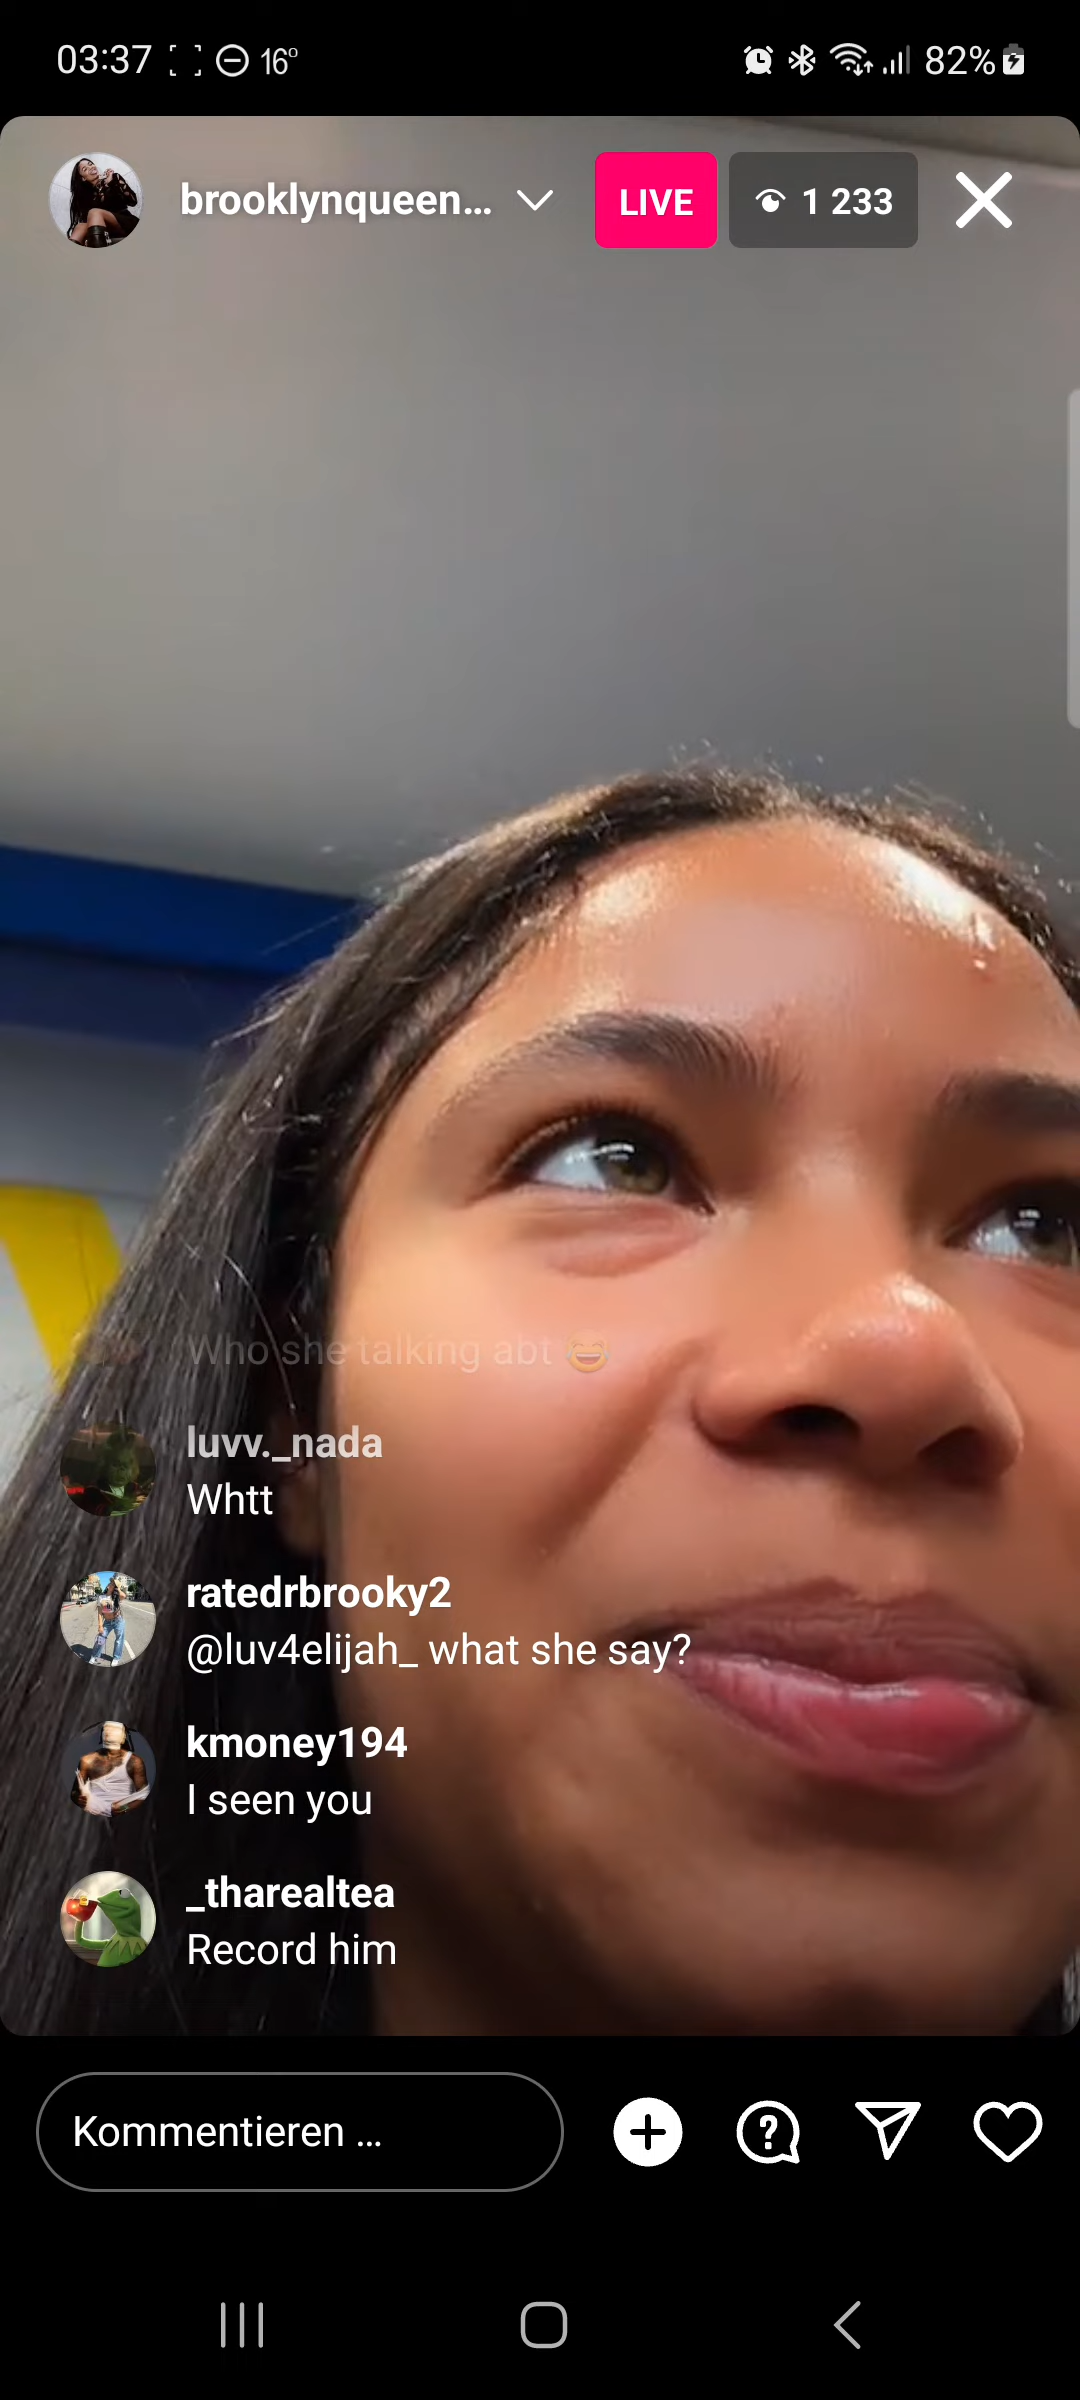 03:37 16°
82%
brooklynqueen...
LIVE
1 233
Who she talking abt 😂
luvv._nada
Whtt
ratedrbrooky2
@luv4elijah_ what she say?
kmoney194
I seen you
_tharealtea
Record him
Kommentieren ...